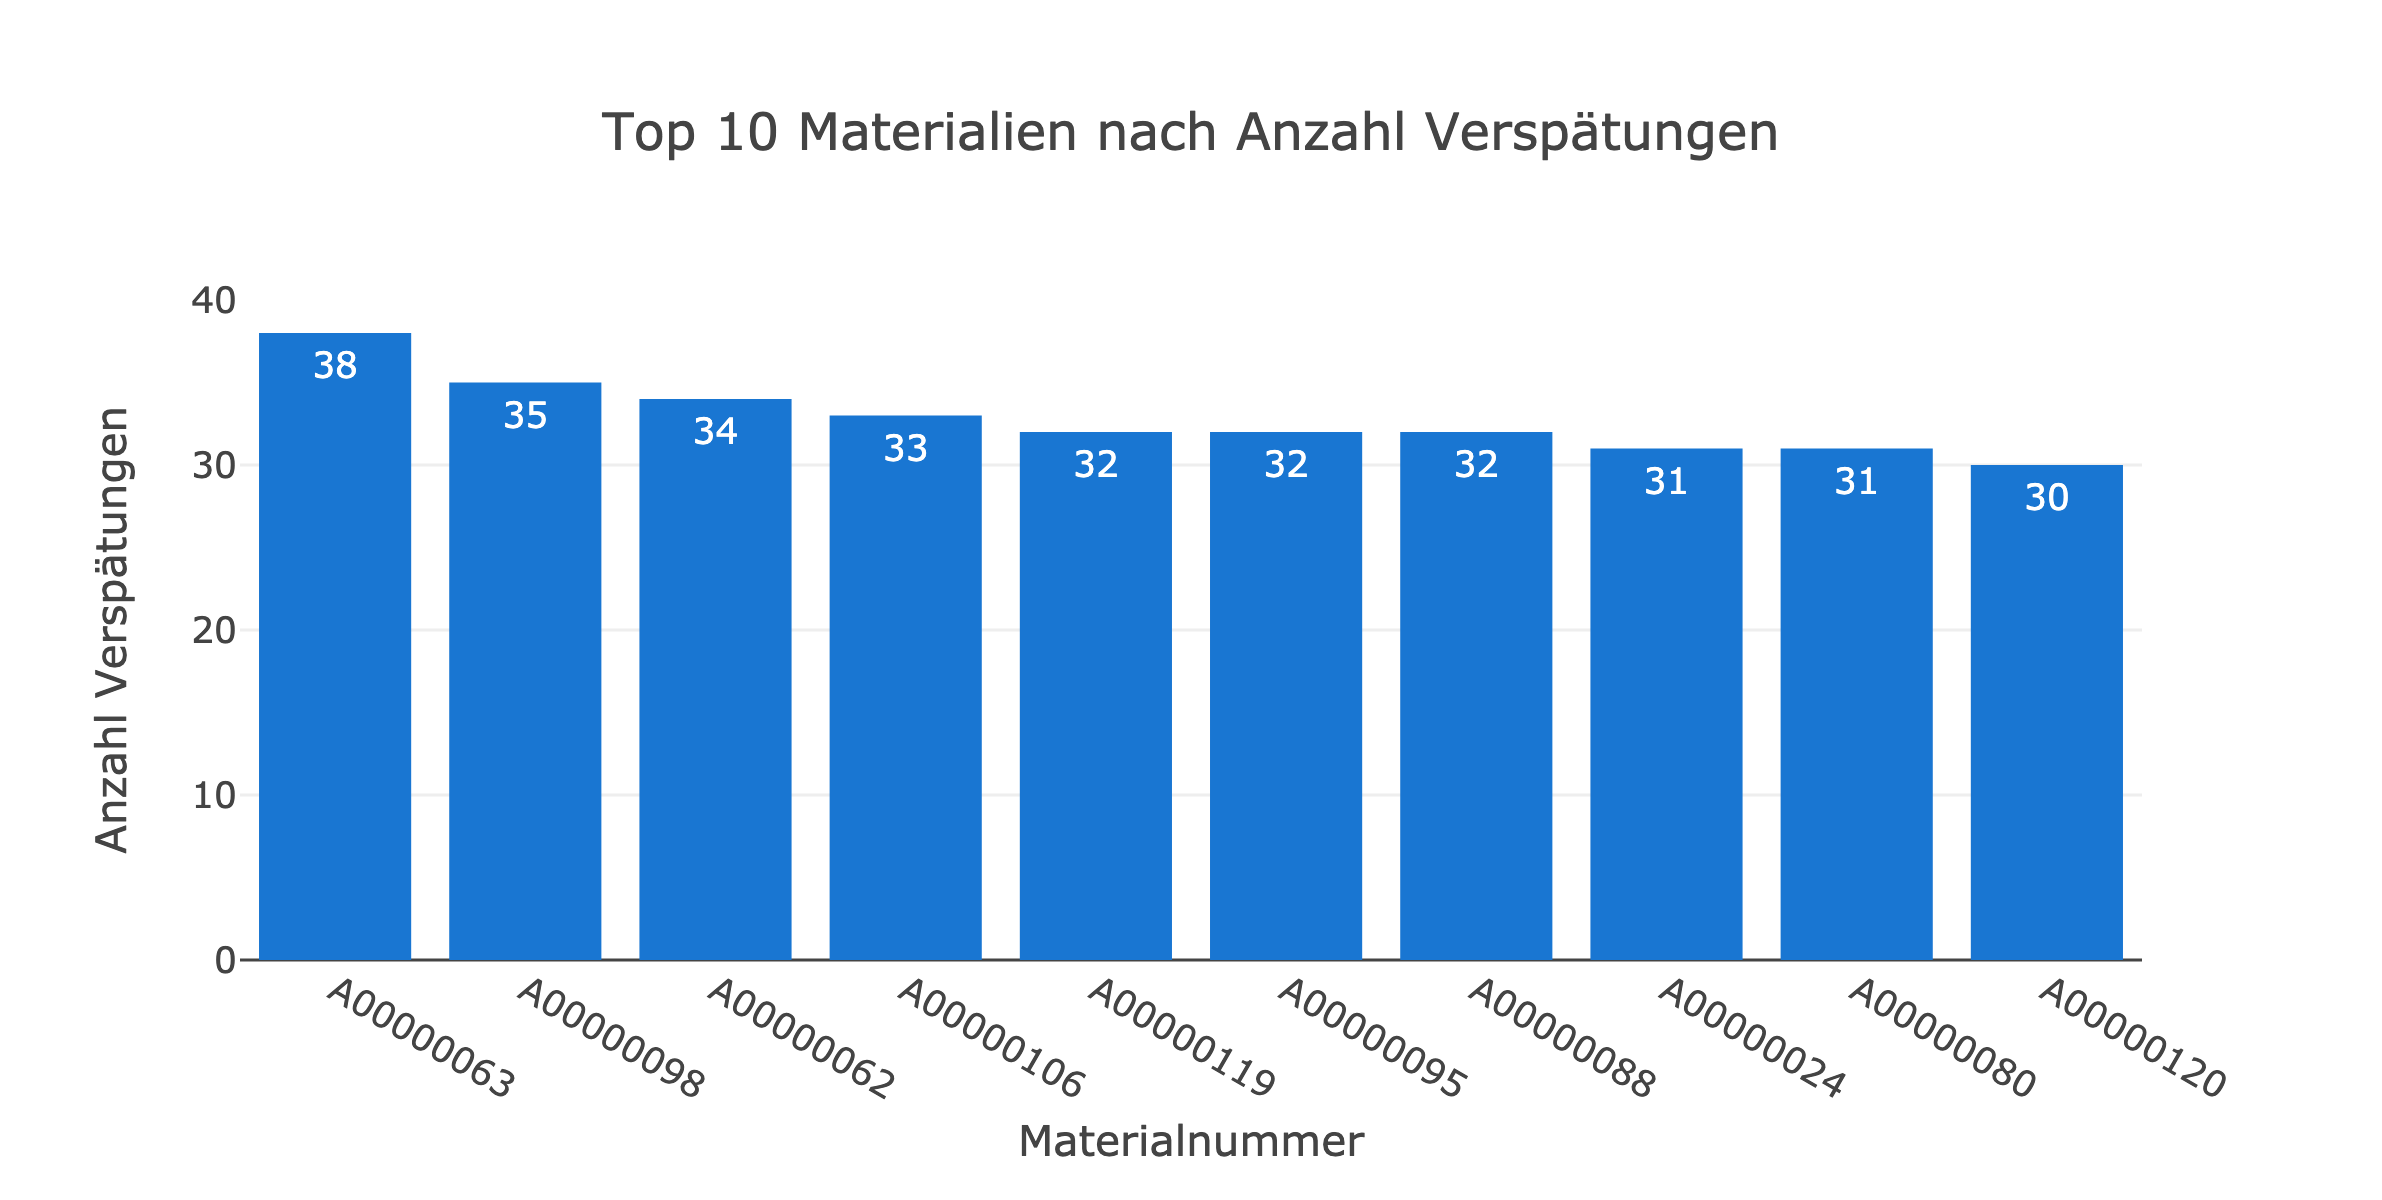 Top 10 Materialien nach Anzahl Verspätungen
Anzahl Verspätungen
40
30
20
10
0
38
35
34
33
32
32
32
31
31
30
A00000063
A00000098
A00000062
A00000106
A00000119
A00000095
A00000088
A00000024
A00000080
A00000120
Materialnummer